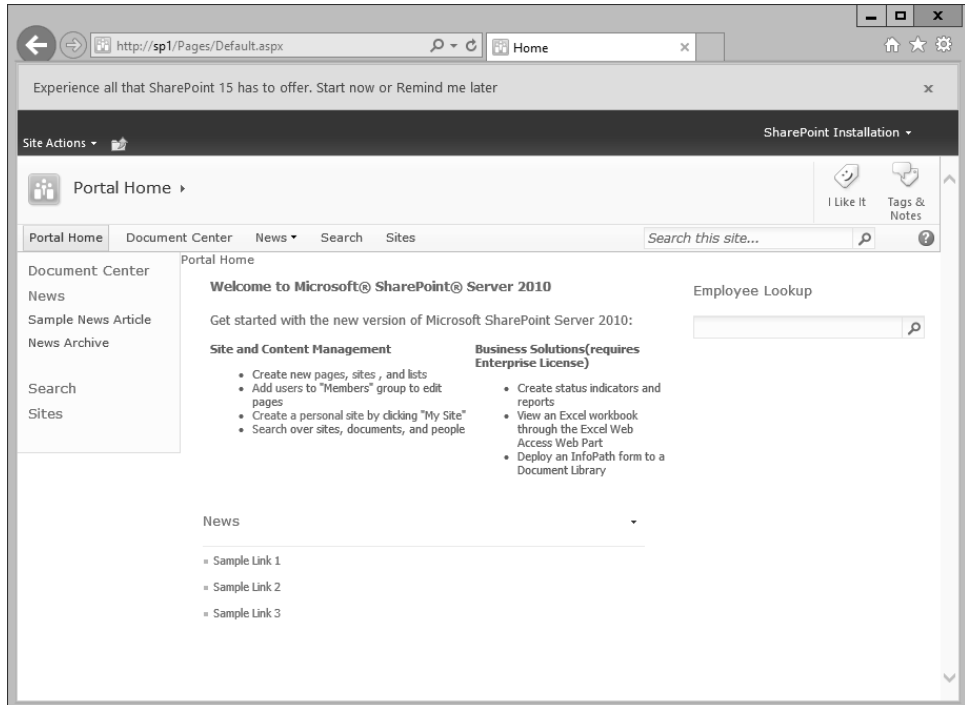 http://sp1/Pages/Default.aspx
Home
Experience all that SharePoint 15 has to offer. Start now or Remind me later
SharePoint Installation
Site Actions
Portal Home
I Like It
Tags &
Notes
Portal Home Document Center News Search Sites
Search this site...
Document Center
News
Sample News Article
News Archive
Search
Sites
Portal Home
Welcome to Microsoft® SharePoint® Server 2010
Get started with the new version of Microsoft SharePoint Server 2010:
Site and Content Management
• Create new pages, sites , and lists
• Add users to "Members" group to edit
pages
• Create a personal site by clicking "My Site"
• Search over sites, documents, and people
Business Solutions(requires
Enterprise License)
• Create status indicators and
reports
• View an Excel workbook
through the Excel Web
Access Web Part
• Deploy an InfoPath form to a
Document Library
Employee Lookup
News
Sample Link 1
Sample Link 2
Sample Link 3